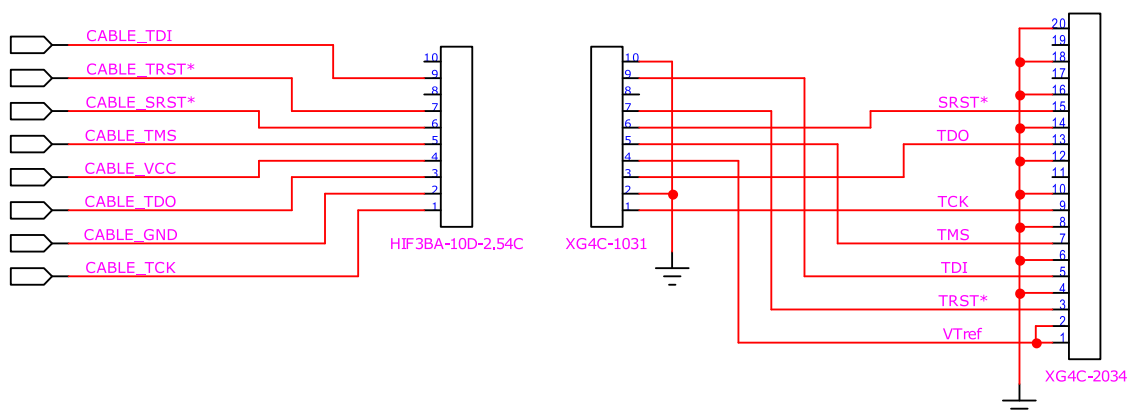 CABLE_TDI
CABLE_TRST*
CABLE_SRST*
CABLE_TMS
CABLE_VCC
CABLE_TDO
CABLE_GND
CABLE_TCK
10
9
8
7
6
5
4
3
2
1
HIF3BA-10D-2.54C
10
9
8
7
6
5
4
3
2
1
XG4C-1031
SRST*
TDO
TCK
TMS
TDI
TRST*
VTref
20
19
18
17
16
15
14
13
12
11
10
9
8
7
6
5
4
3
2
1
XG4C-2034